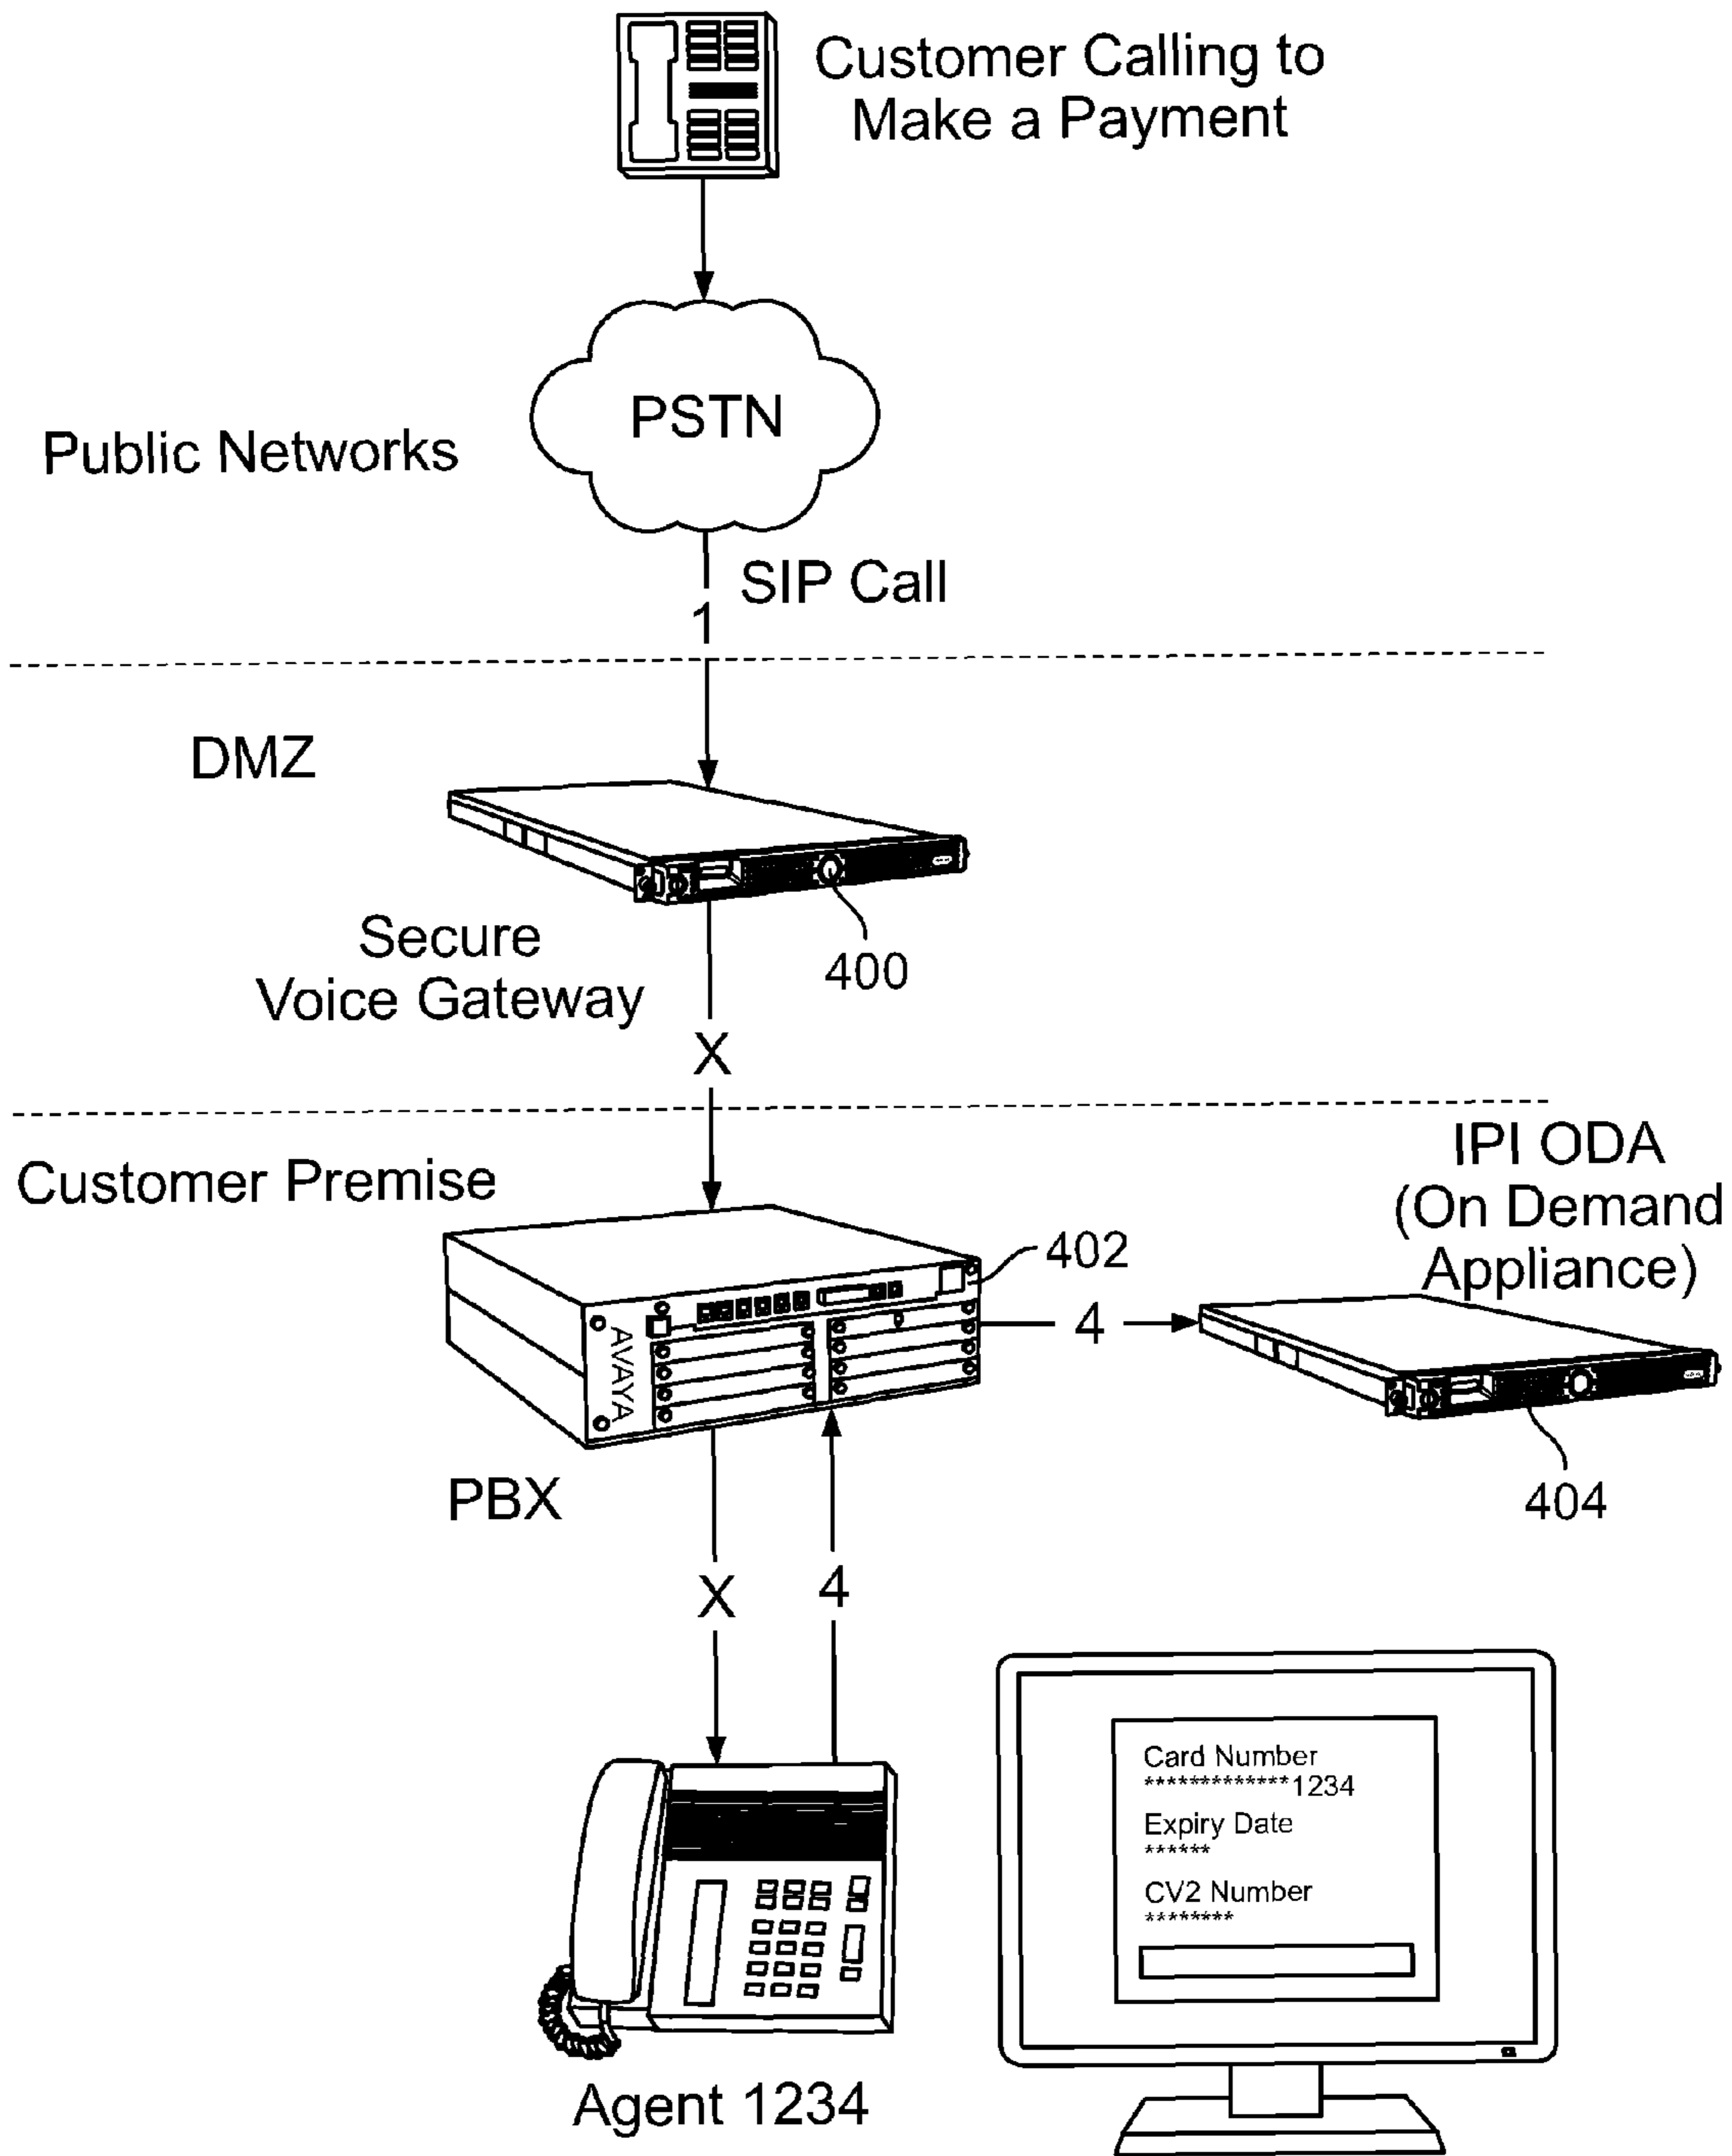 Customer Calling to
Make a Payment
PSTN
Public Networks
SIP Call
1
DMZ
Secure
Voice Gateway
400
X
Customer Premise
IPI ODA
(On Demand
Appliance)
402
4
AVAYA
404
PBX
X
4
Card Number
*************1234
Expiry Date
******
CV2 Number
********
Agent 1234